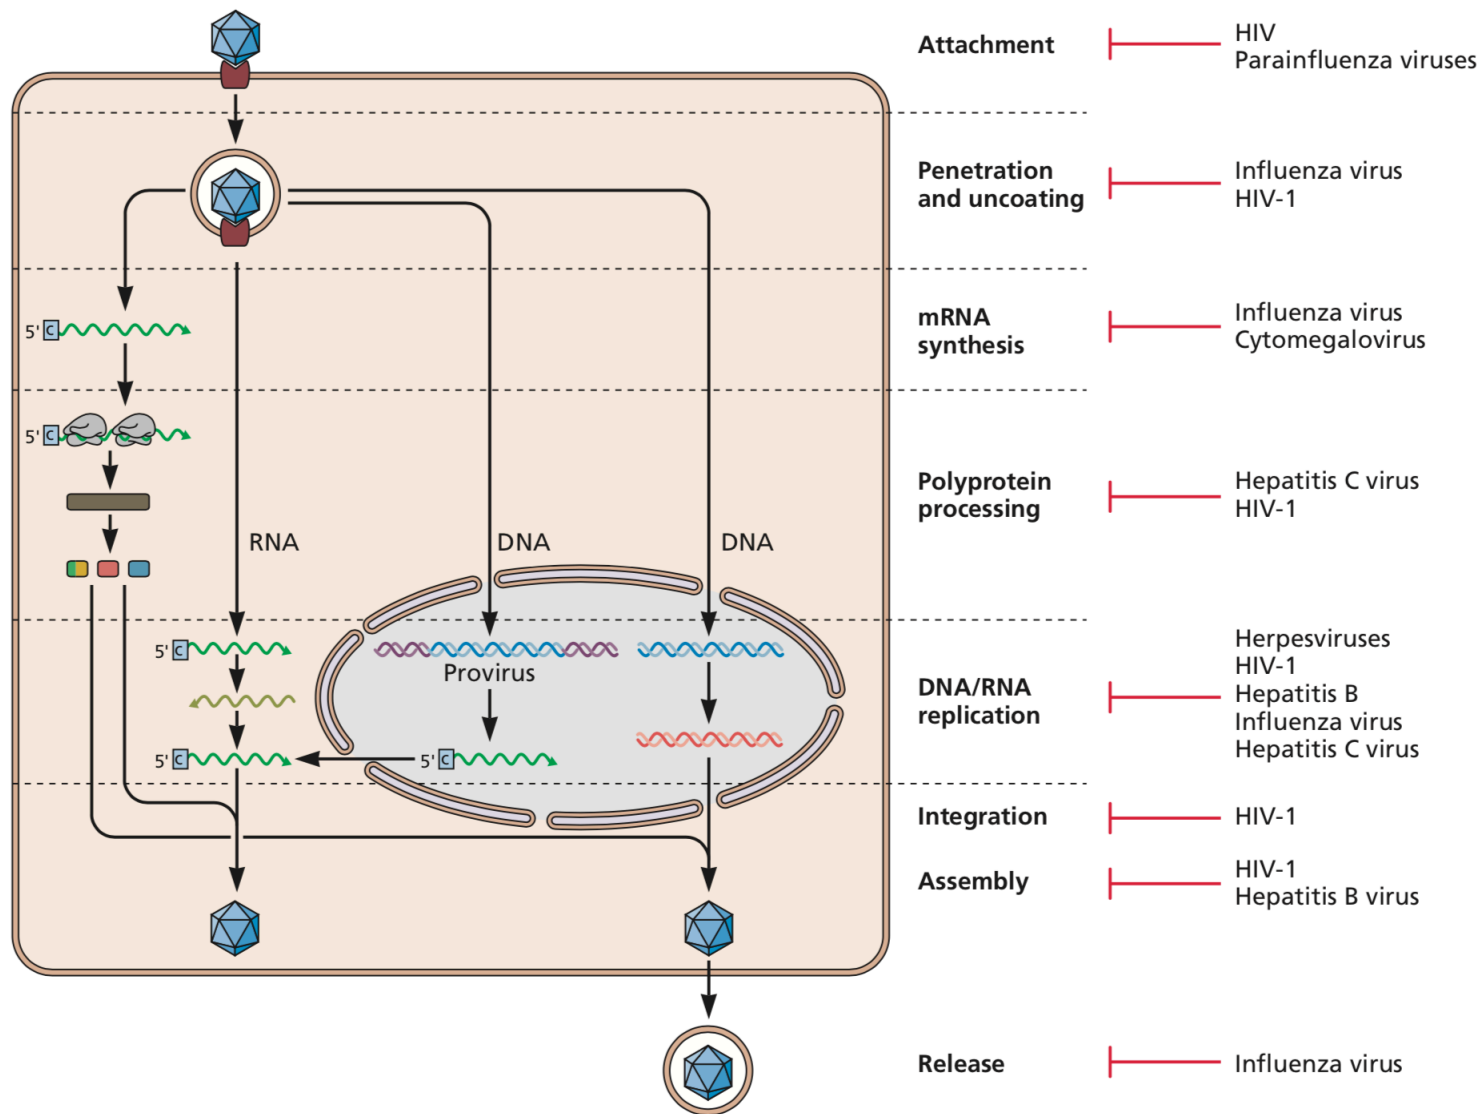 Attachment
HIV
Parainfluenza viruses
Penetration
and uncoating
Influenza virus
HIV-1
5' C
mRNA
synthesis
Influenza virus
Cytomegalovirus
5' C
Polyprotein
processing
Hepatitis C virus
HIV-1
RNA
DNA
DNA
5' C
Provirus
5' C
5' C
DNA/RNA
replication
Herpesviruses
HIV-1
Hepatitis B
Influenza virus
Hepatitis C virus
Integration
HIV-1
Assembly
HIV-1
Hepatitis B virus
Release
Influenza virus